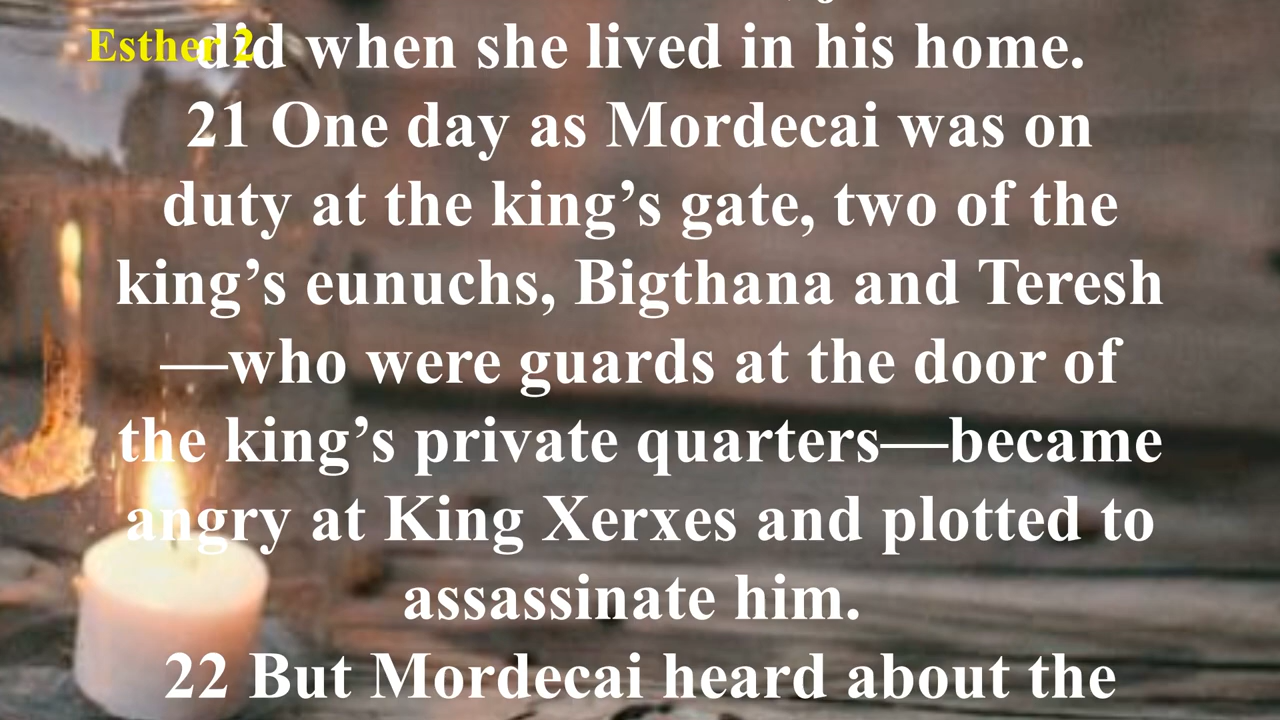 Esther 2
did when she lived in his home.
21 One day as Mordecai was on
duty at the king’s gate, two of the
king’s eunuchs, Bigthana and Teresh
—who were guards at the door of
the king’s private quarters—became
angry at King Xerxes and plotted to
assassinate him.
22 But Mordecai heard about the